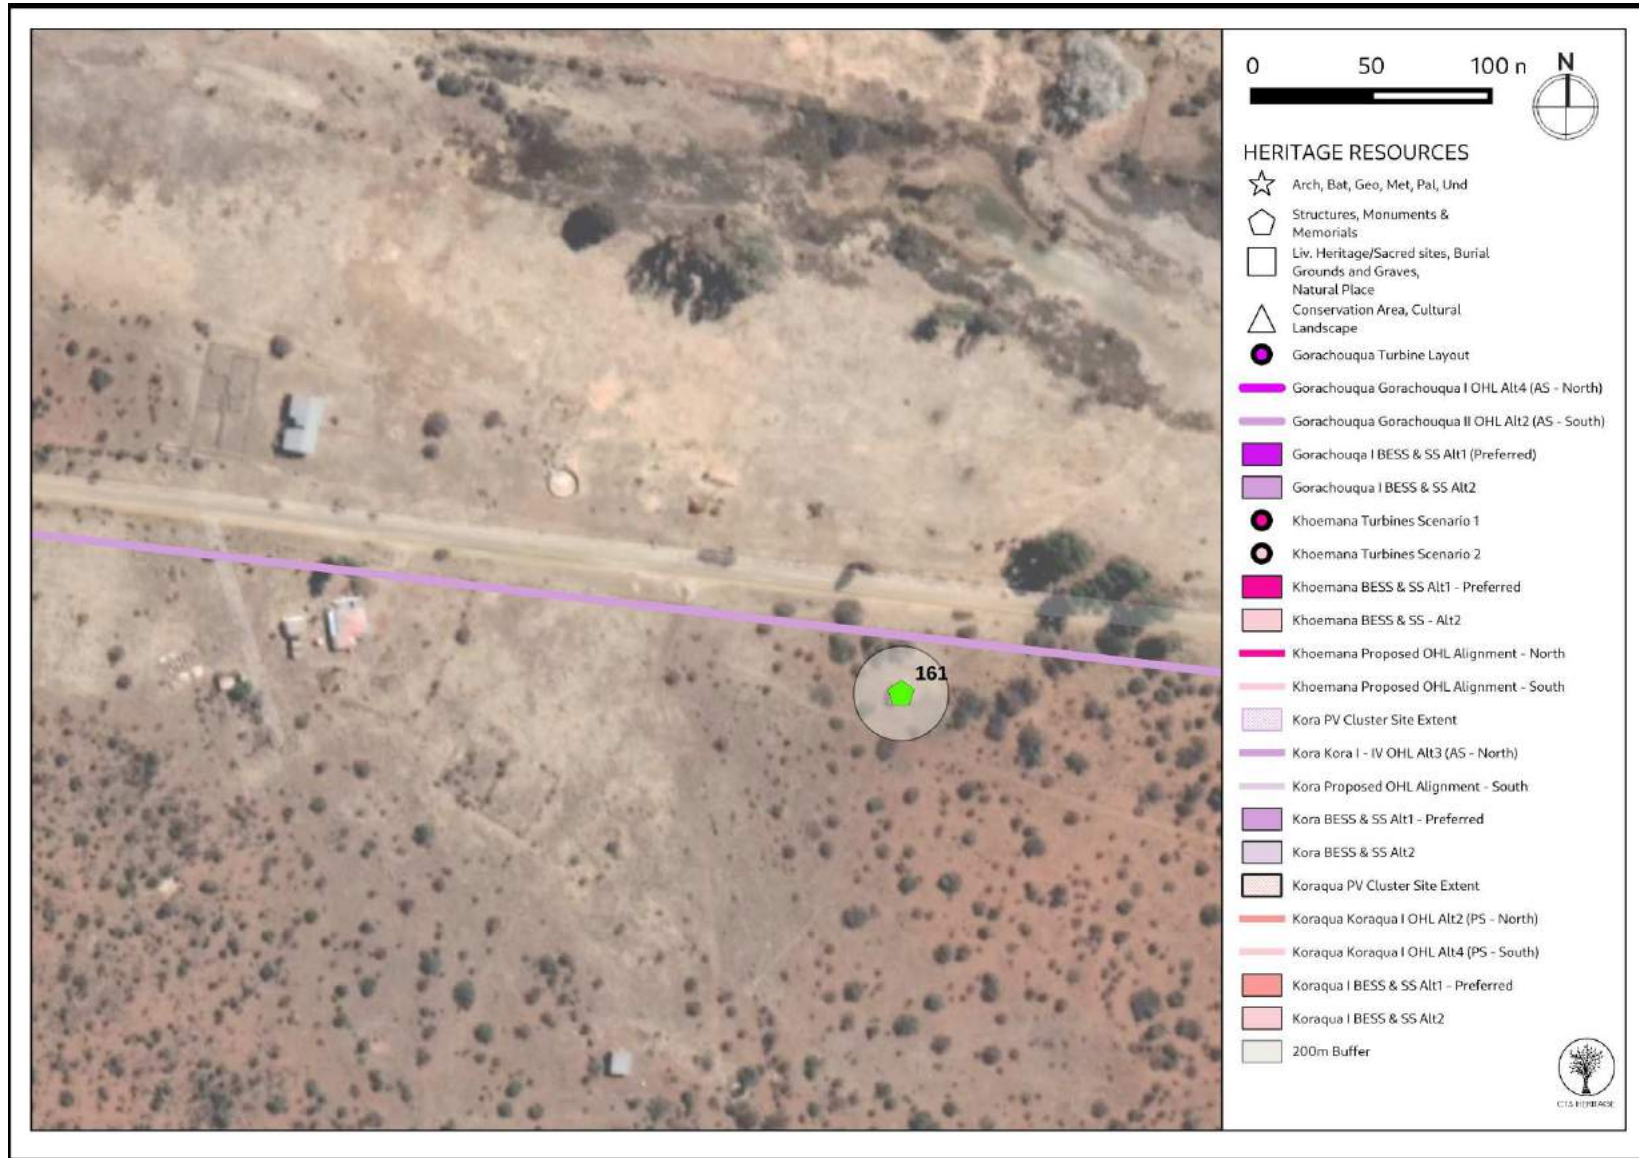 0 50 100 n
N
HERITAGE RESOURCES
Arch, Bat, Geo, Met, Pal, Und
Structures, Monuments &
Memorials
Liv. Heritage/Sacred sites, Burial
Grounds and Graves,
Natural Place
Conservation Area, Cultural
Landscape
Gorachouqua Turbine Layout
Gorachouqua Gorachouqua I OHL Alt4 (AS - North)
Gorachouqua Gorachouqua II OHL Alt2 (AS - South)
Gorachouqa I BESS & SS Alt1 (Preferred)
Gorachouqua I BESS & SS Alt2
Khoemana Turbines Scenario 1
Khoemana Turbines Scenario 2
Khoemana BESS & SS Alt1 - Preferred
Khoemana BESS & SS - Alt2
Khoemana Proposed OHL Alignment - North
Khoemana Proposed OHL Alignment - South
Kora PV Cluster Site Extent
Kora Kora I - IV OHL Alt3 (AS - North)
Kora Proposed OHL Alignment - South
Kora BESS & SS Alt1 - Preferred
Kora BESS & SS Alt2
Koraqua PV Cluster Site Extent
Koraqua Koraqua I OHL Alt2 (PS - North)
Koraqua Koraqua I OHL Alt4 (PS - South)
Koraqua I BESS & SS Alt1 - Preferred
Koraqua I BESS & SS Alt2
200m Buffer
CTS HERITAGE
161